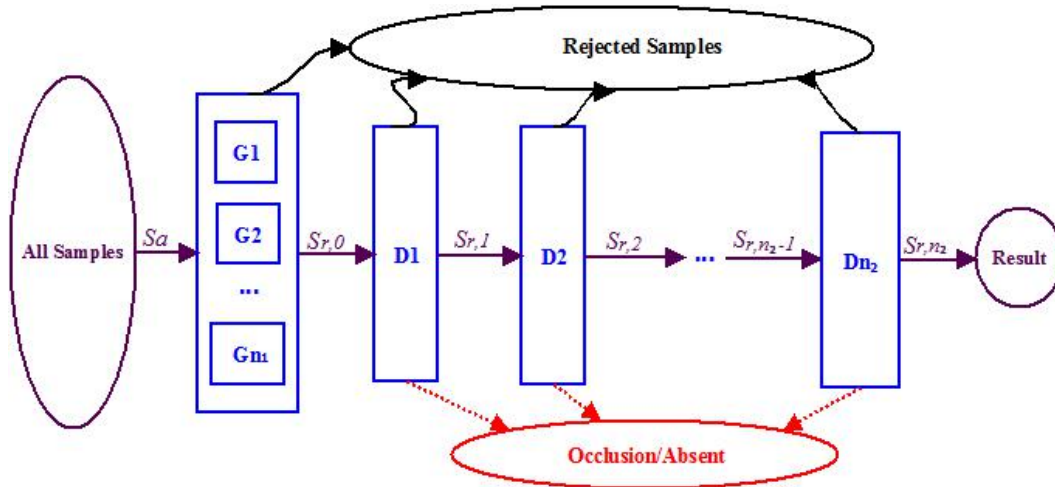 Rejected Samples
G1
G2
...
Gn₁
All Samples
Sa
Sr,0
D1
Sr,1
D2
Sr,2
...
Sr,n₂-1
Dn₂
Sr,n₂
Result
Occlusion/Absent